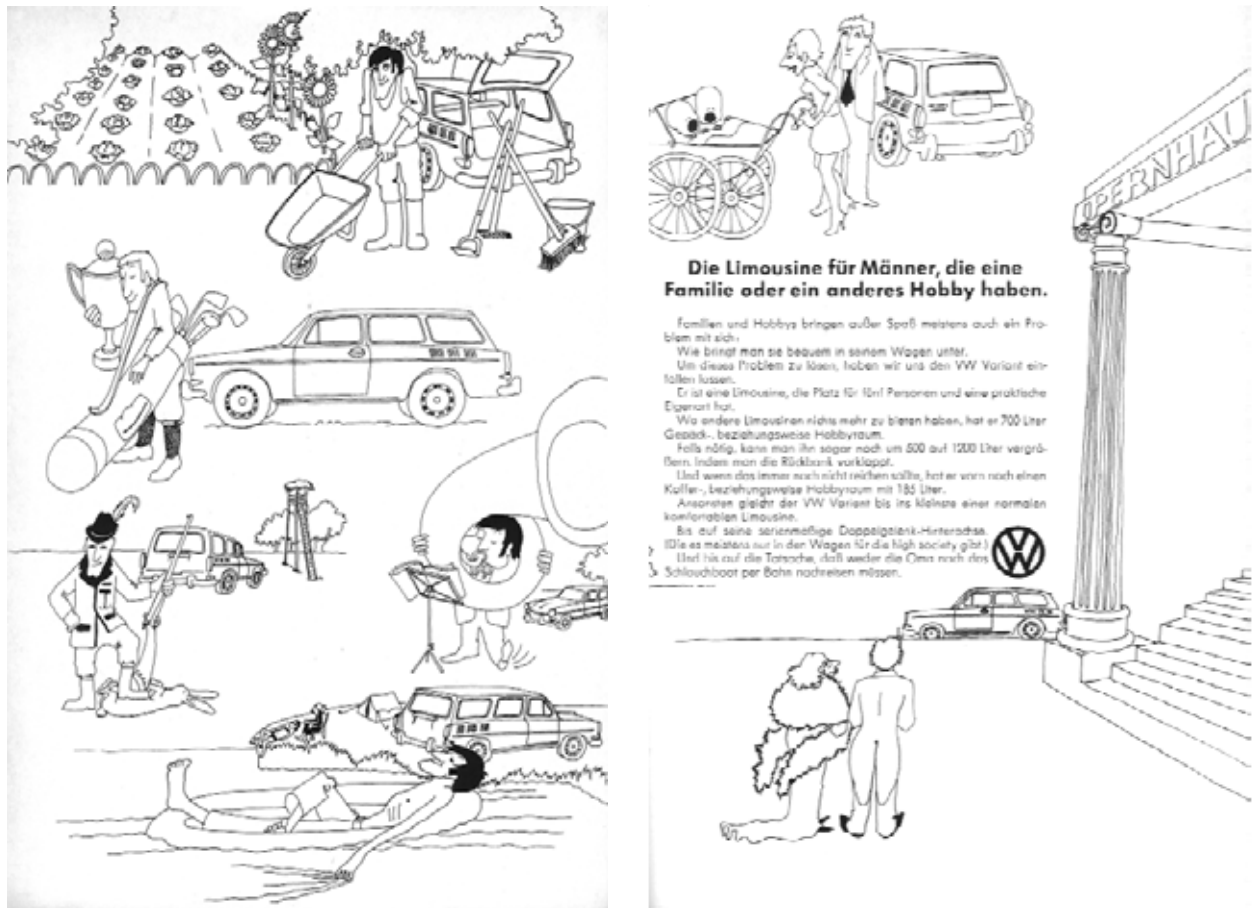 OPERNHAU
Die Limousine für Männer, die eine
Familie oder ein anderes Hobby haben.
Familien und Hobbys bringen außer Spaß meistens auch ein Pro-
blem mit sich:
Wie bringt man sie bequem in seinem Wagen unter.
Um dieses Problem zu lösen, haben wir uns den VW Variant ein-
fallen lassen.
Er ist eine Limousine, die Platz für fünf Personen und eine praktische
Eigenart hat.
Wo andere Limousinen nichts mehr zu bieten haben, hat er 700 Liter
Gepäck-, beziehungsweise Hobbyraum.
Falls nötig, kann man ihn sogar noch um 500 auf 1200 Liter vergrö-
ßern. Indem man die Rückbank vorklappt.
Und wenn das immer noch nicht reichen sollte, hat er vorn noch einen
Koffer-, beziehungsweise Hobbyraum mit 185 Liter.
Ansonsten gleicht der VW Variant bis ins kleinste einer normalen
komfortablen Limousine.
Bis auf seine serienmäßige Doppelgelenk-Hinterachse.
(Die es meistens nur in den Wagen für die high society gibt.)
Und bis auf die Tatsache, daß weder die Oma noch das
Schlauchboot per Bahn nachreisen müssen.
VW